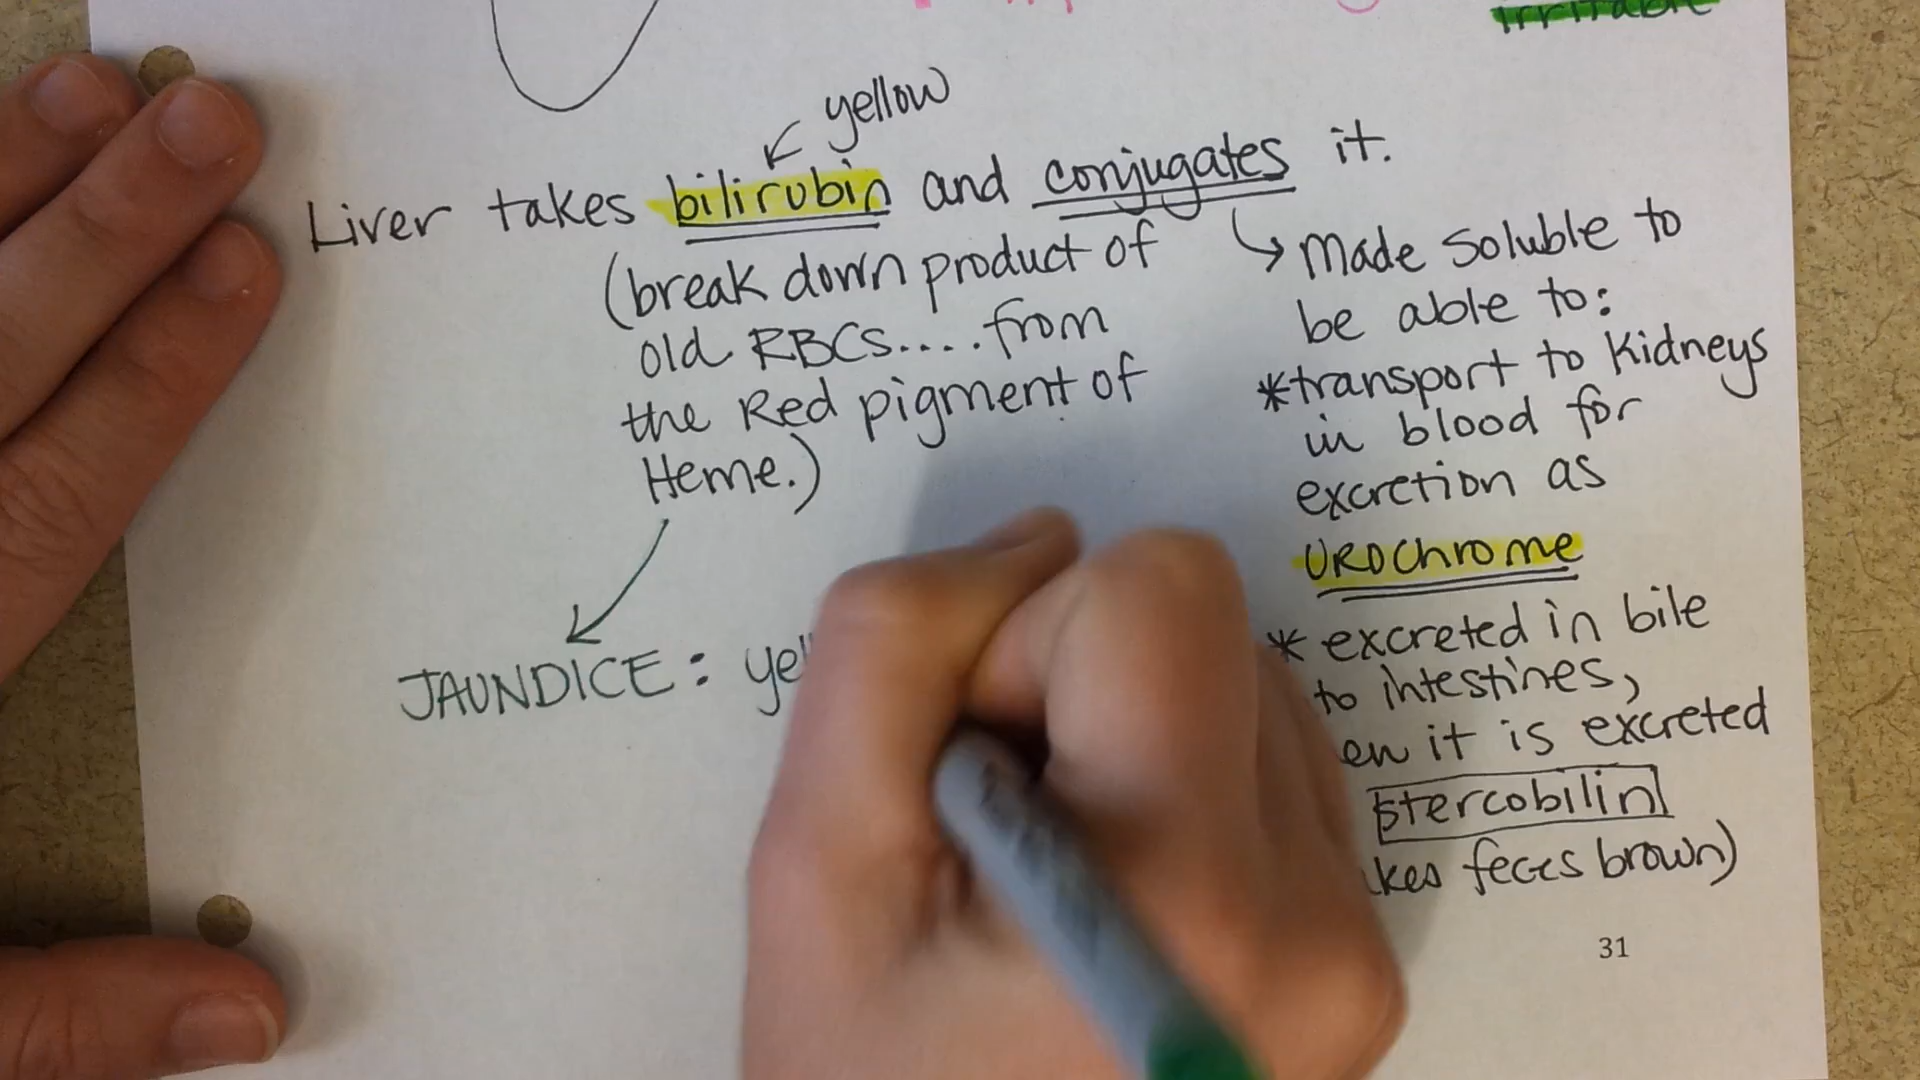 irritable
yellow
Liver takes bilirubin and conjugates it.
(break down product of
old RBCs.... from
the Red pigment of
Heme.)
JAUNDICE :
Made soluble to
be able to:
*transport to Kidneys
in blood for
excretion as
UROchrome
* excreted in bile
to intestines,
it is excreted
stercobilin
feces brown)
31